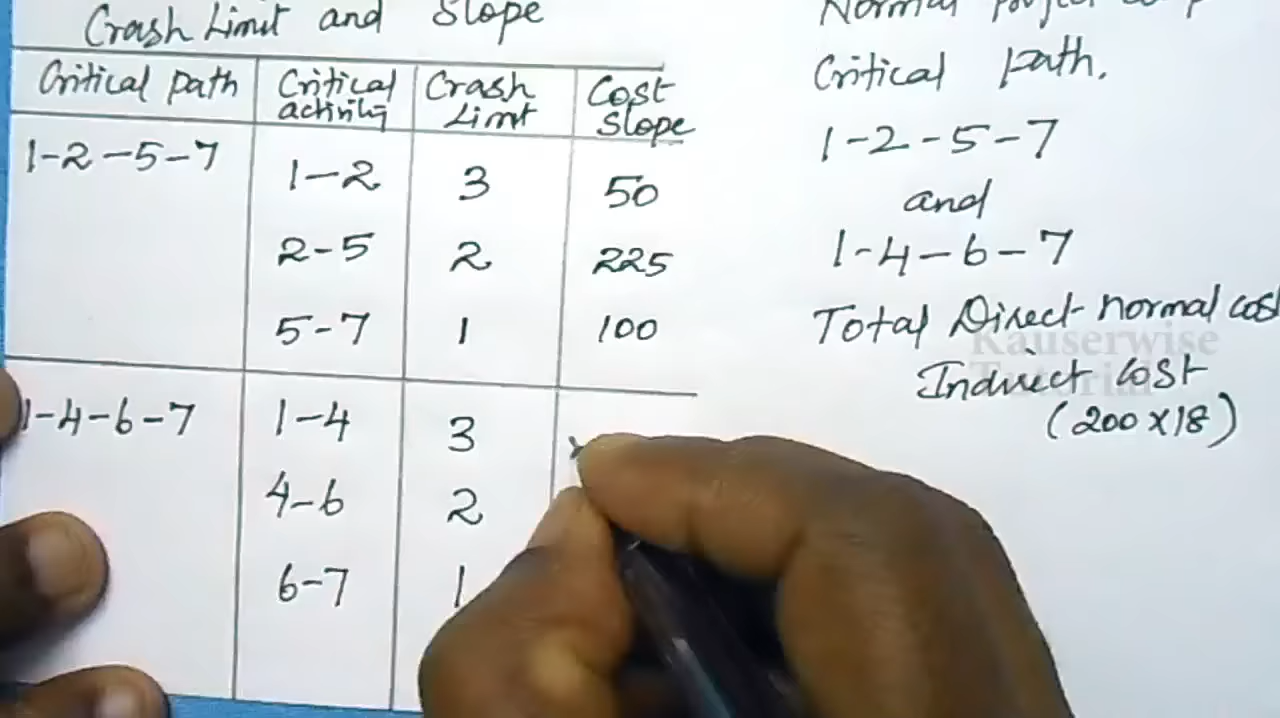 Crash Limit and Slope
Critical path Critical activity Crash Limit Cost Slope
1-2-5-7 1-2 3 50
2-5 2 225
5-7 1 100
1-4-6-7 1-4 3
4-6 2
6-7 1
Normal
Critical path.
1-2-5-7
and
1-4-6-7
Total Direct normal cost
Kauserwise
Indirect Cost
Tutorial
(200 x 18)